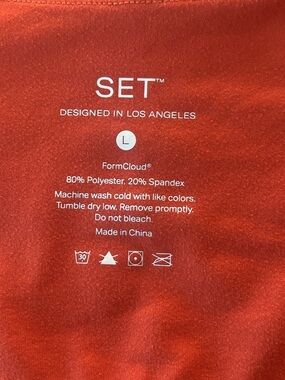 SET™
DESIGNED IN LOS ANGELES
L
FormCloud®
80% Polyester, 20% Spandex
Machine wash cold with like colors.
Tumble dry low. Remove promptly.
Do not bleach.
Made in China
30